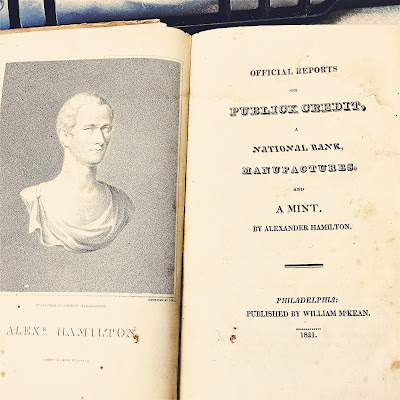 ALEXR. HAMILTON
OFFICIAL REPORTS
ON
PUBLICK CREDIT,
A
NATIONAL BANK,
MANUFACTURES,
AND
A MINT.
BY ALEXANDER HAMILTON.
PHILADELPHIA:
PUBLISHED BY WILLIAM McKEAN.
1821.